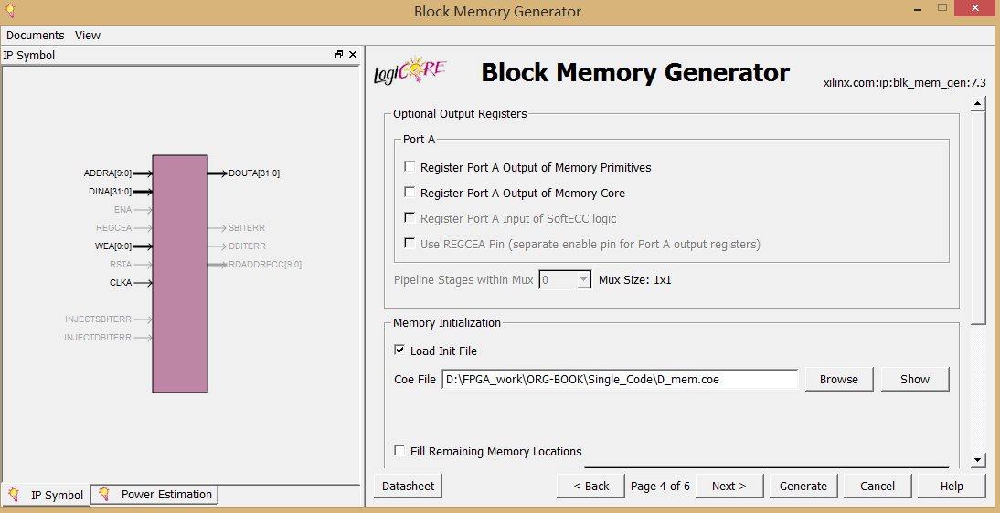 Block Memory Generator
Documents View
IP Symbol
ADDRA[9:0]
DINA[31:0]
ENA
REGCEA
WEA[0:0]
RSTA
CLKA
INJECTSBITERR
INJECTDBITERR
DOUTA[31:0]
SBITERR
DBITERR
RDADDRECC[9:0]
IP Symbol
Power Estimation
LogiCORE
Block Memory Generator
xilinx.com:ip:blk_mem_gen:7.3
Optional Output Registers
Port A
Register Port A Output of Memory Primitives
Register Port A Output of Memory Core
Register Port A Input of SoftECC logic
Use REGCEA Pin (separate enable pin for Port A output registers)
Pipeline Stages within Mux 0 Mux Size: 1x1
Memory Initialization
Load Init File
Coe File D:\FPGA_work\ORG-BOOK\Single_Code\D_mem.coe Browse Show
Fill Remaining Memory Locations
Datasheet < Back Page 4 of 6 Next > Generate Cancel Help